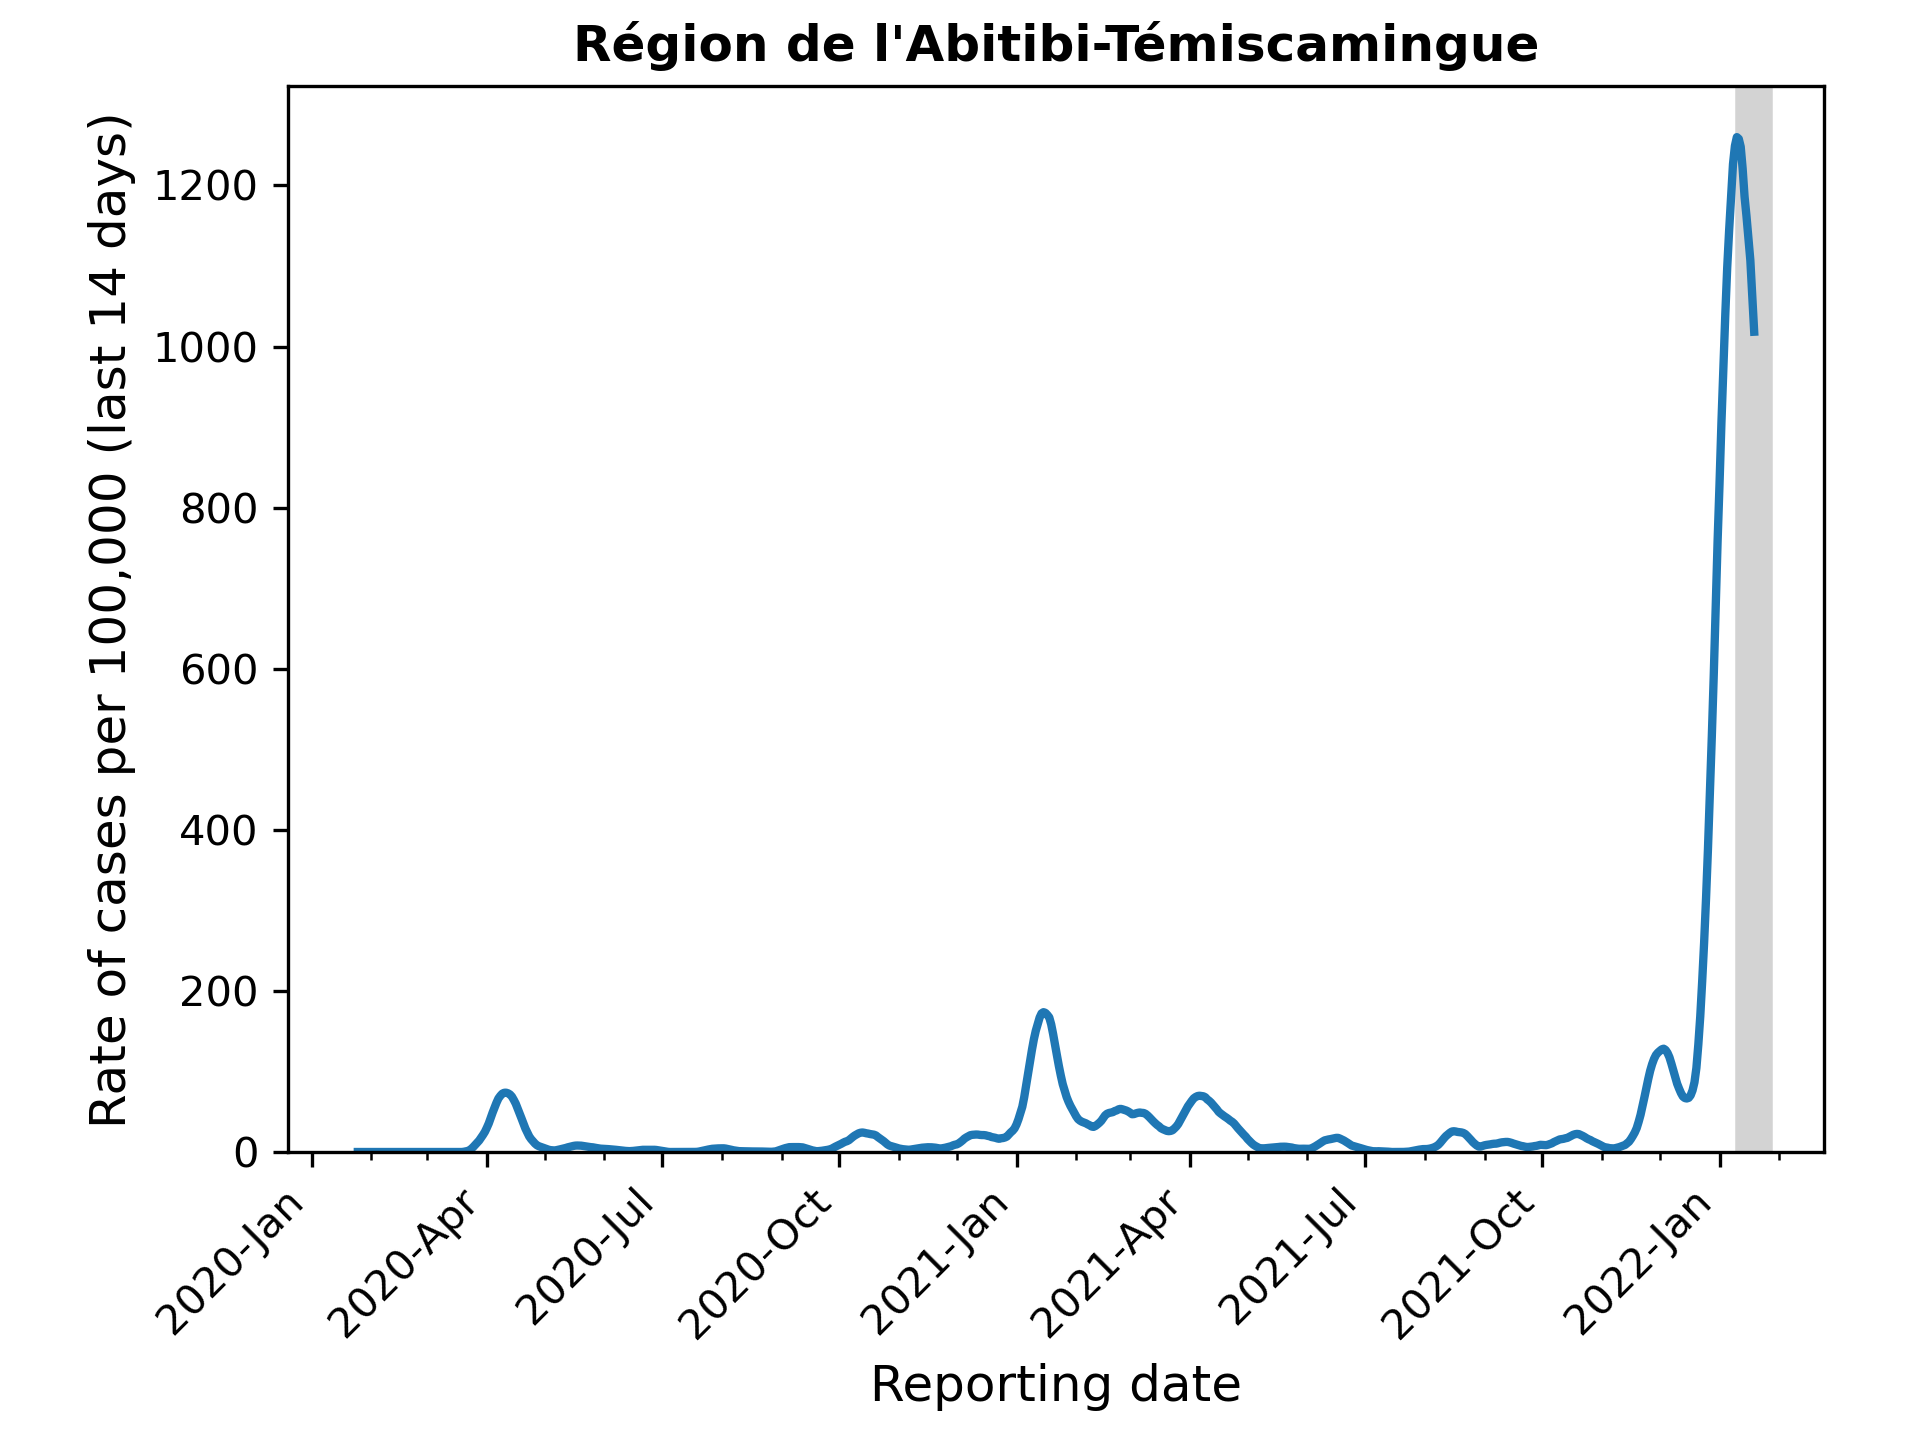 Région de l'Abitibi-Témiscamingue
Rate of cases per 100,000 (last 14 days)
1200
1000
800
600
400
200
0
2020-Jan
2020-Apr
2020-Jul
2020-Oct
2021-Jan
2021-Apr
2021-Jul
2021-Oct
2022-Jan
Reporting date